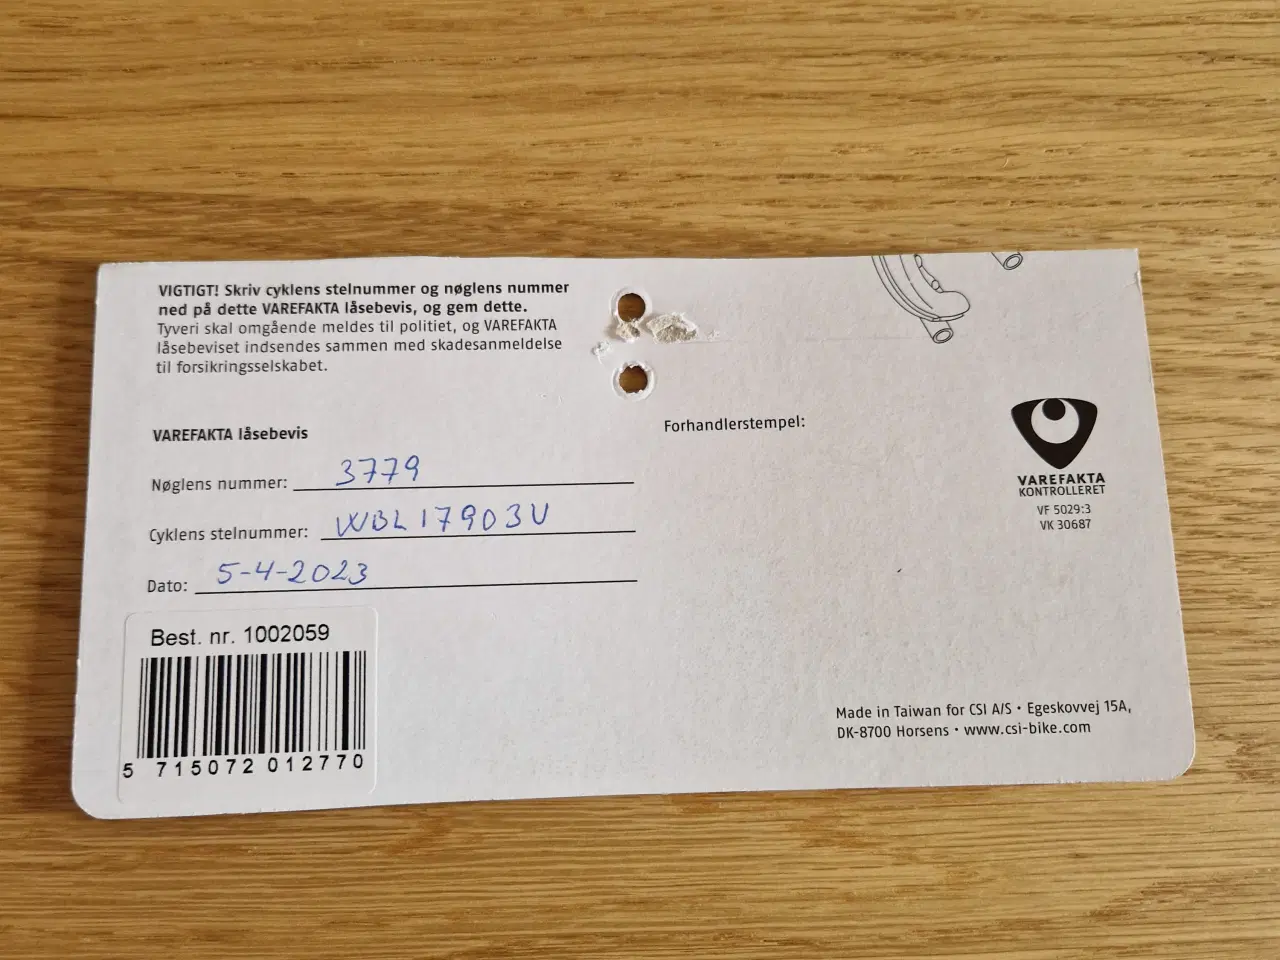 VIGTIGT! Skriv cyklens stelnummer og nøglens nummer
ned på dette VAREFAKTA låsebevis, og gem dette.
Tyveri skal omgående meldes til politiet, og VAREFAKTA
låsebeviset indsendes sammen med skadesanmeldelse
til forsikringsselskabet.
VAREFAKTA låsebevis
Nøglens nummer: 3779
Cyklens stelnummer: WBL17903U
Dato: 5-4-2023
Best. nr. 1002059
5 715072 012770
Forhandlerstempel:
VAREFAKTA
KONTROLLERET
VF 5029:3
VK 30687
Made in Taiwan for CSI A/S • Egeskovvej 15A,
DK-8700 Horsens • www.csi-bike.com